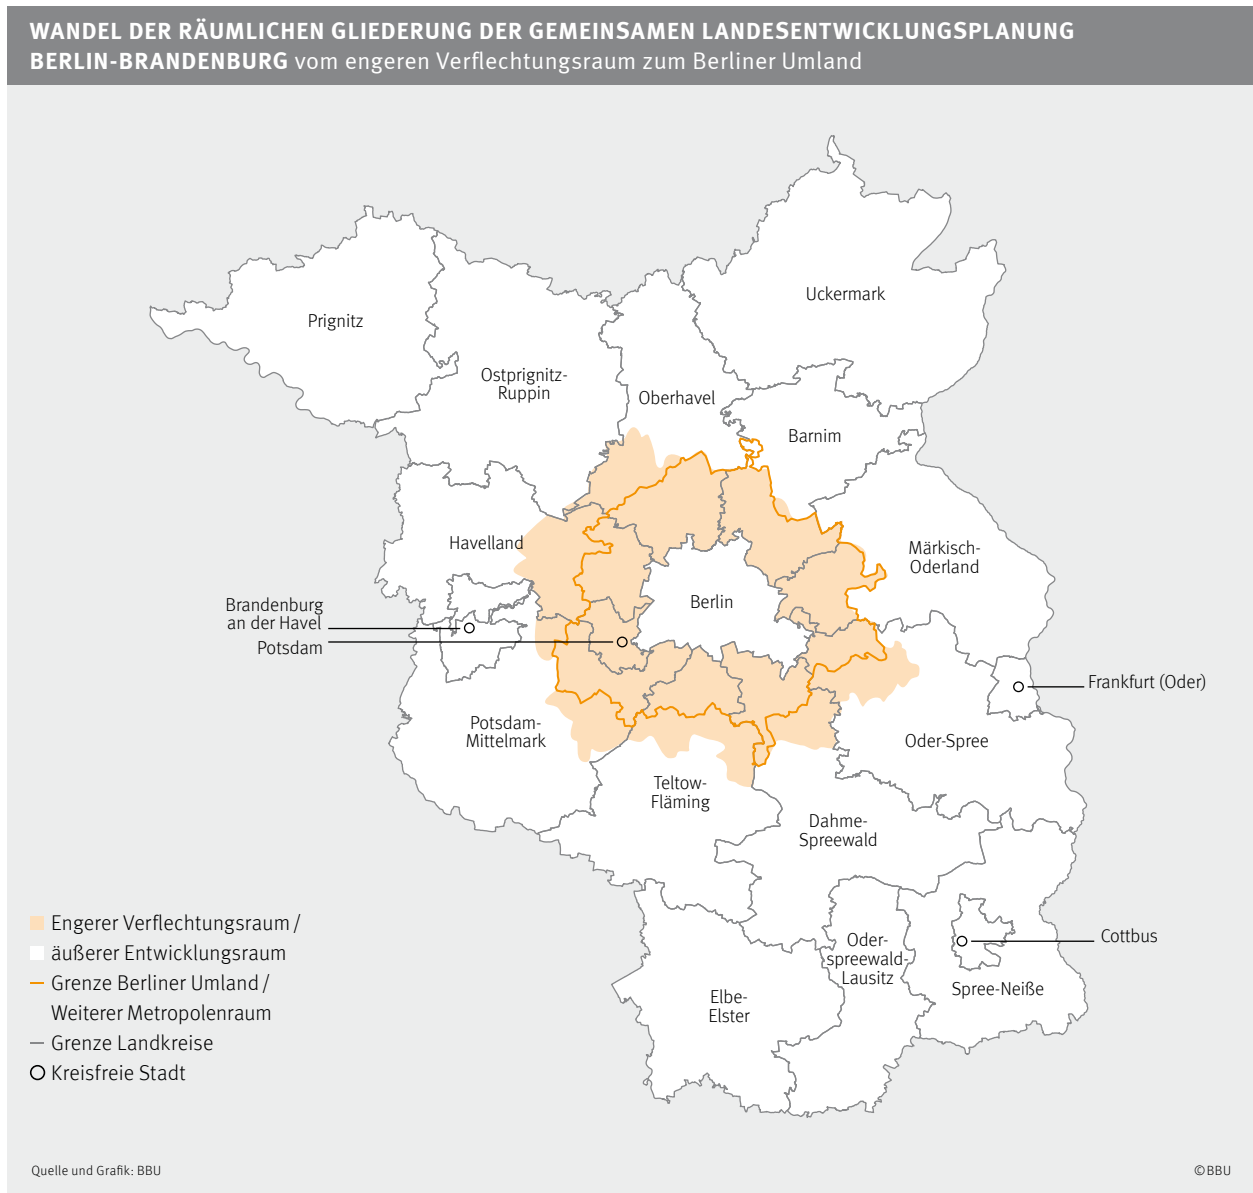 WANDEL DER RÄUMLICHEN GLIEDERUNG DER GEMEINSAMEN LANDESENTWICKLUNGSPLANUNG
BERLIN-BRANDENBURG vom engeren Verflechtungsraum zum Berliner Umland
Uckermark
Prignitz
Ostprignitz-
Ruppin
Oberhavel
Barnim
Havelland
Märkisch-
Oderland
Berlin
Brandenburg
an der Havel
Potsdam
Frankfurt (Oder)
Potsdam-
Mittelmark
Oder-Spree
Teltow-
Fläming
Dahme-
Spreewald
Cottbus
Oder-
spreewald-
Lausitz
Spree-Neiße
Elbe-
Elster
Engerer Verflechtungsraum /
äußerer Entwicklungsraum
Grenze Berliner Umland /
Weiterer Metropolenraum
Grenze Landkreise
Kreisfreie Stadt
Quelle und Grafik: BBU
©BBU